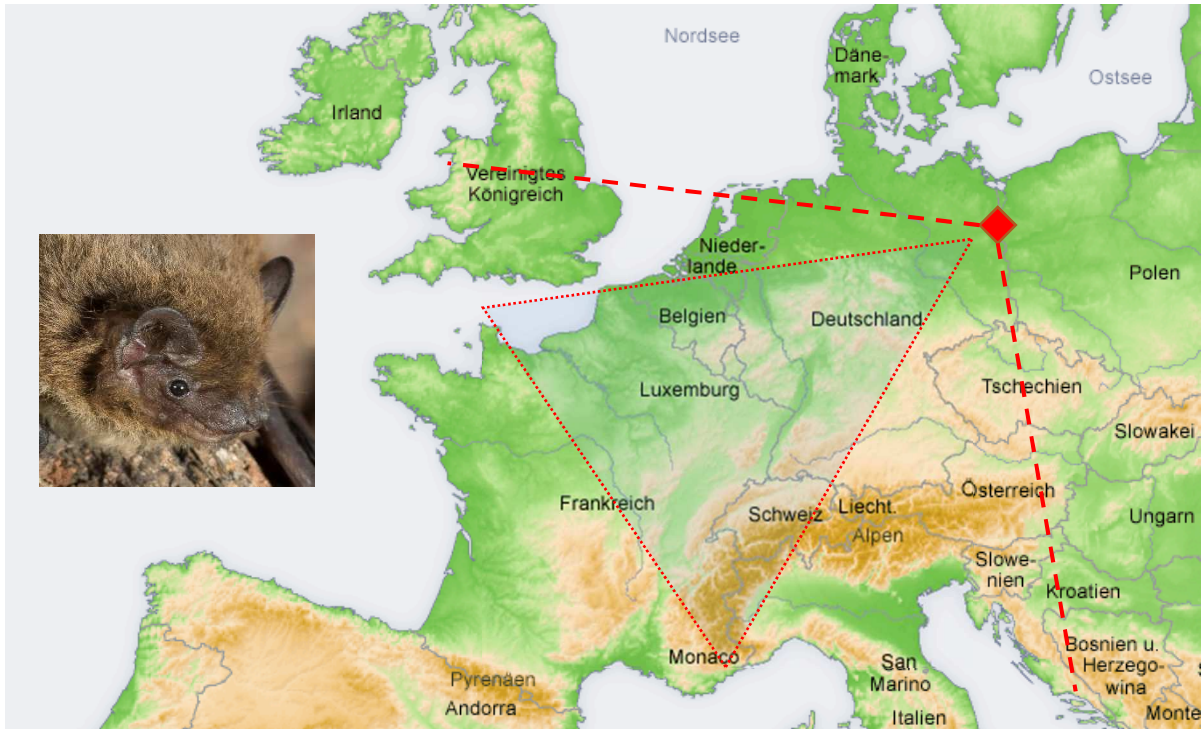 Nordsee
Däne-
mark
Ostsee
Irland
Vereinigtes
Königreich
Nieder-
lande
Polen
Belgien
Deutschland
Luxemburg
Tschechien
Slowakei
Frankreich
Schweiz
Liecht.
Österreich
Alpen
Ungarn
Slowe-
nien
Kroatien
Monaco
Bosnien u.
Herzego-
wina
San
Marino
Pyrenäen
Andorra
Italien
Monte
S